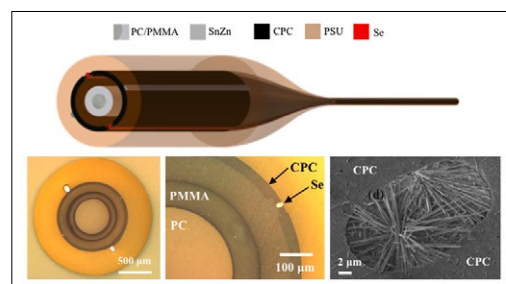 PC/PMMA SnZn CPC PSU Se
500 µm
PMMA
PC
CPC
Se
100 µm
CPC
(d)
2 µm
CPC